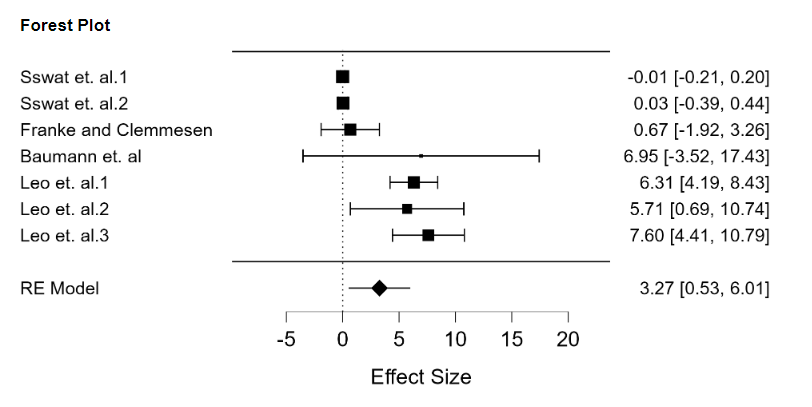 Forest Plot
Sswat et. al.1 -0.01 [-0.21, 0.20]
Sswat et. al.2 0.03 [-0.39, 0.44]
Franke and Clemmesen 0.67 [-1.92, 3.26]
Baumann et. al 6.95 [-3.52, 17.43]
Leo et. al.1 6.31 [4.19, 8.43]
Leo et. al.2 5.71 [0.69, 10.74]
Leo et. al.3 7.60 [4.41, 10.79]
RE Model 3.27 [0.53, 6.01]
-5 0 5 10 15 20
Effect Size